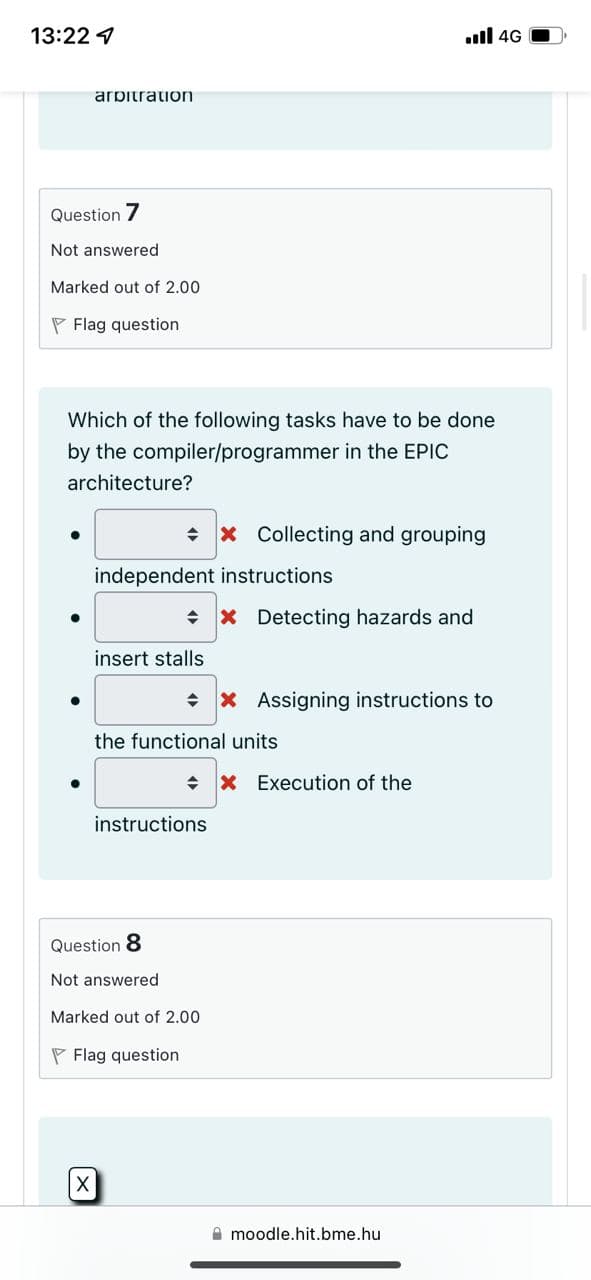 13:22
4G
arbitration
Question 7
Not answered
Marked out of 2.00
Flag question
Which of the following tasks have to be done
by the compiler/programmer in the EPIC
architecture?
Collecting and grouping
independent instructions
Detecting hazards and
insert stalls
Assigning instructions to
the functional units
Execution of the
instructions
Question 8
Not answered
Marked out of 2.00
Flag question
X
moodle.hit.bme.hu